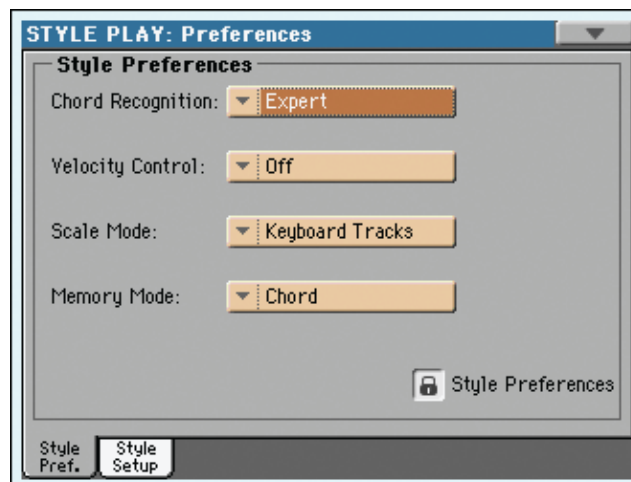 STYLE PLAY: Preferences
Style Preferences
Chord Recognition: Expert
Velocity Control: Off
Scale Mode: Keyboard Tracks
Memory Mode: Chord
Style Preferences
Style Pref.
Style Setup